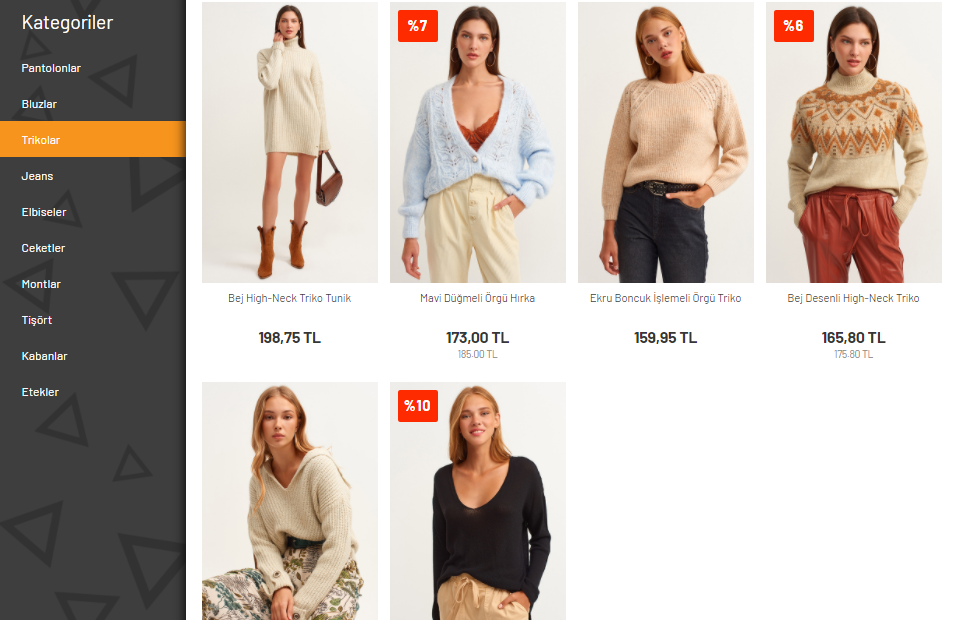 Kategoriler
Pantolonlar
Bluzlar
Trikolar
Jeans
Elbiseler
Ceketler
Montlar
Tişört
Kabanlar
Etekler
%7
%6
Bej High-Neck Triko Tunik
Mavi Düğmeli Örgü Hırka
Ekru Boncuk İşlemeli Örgü Triko
Bej Desenli High-Neck Triko
198,75 TL
173,00 TL
185.00 TL
159,95 TL
165,80 TL
175.80 TL
%10